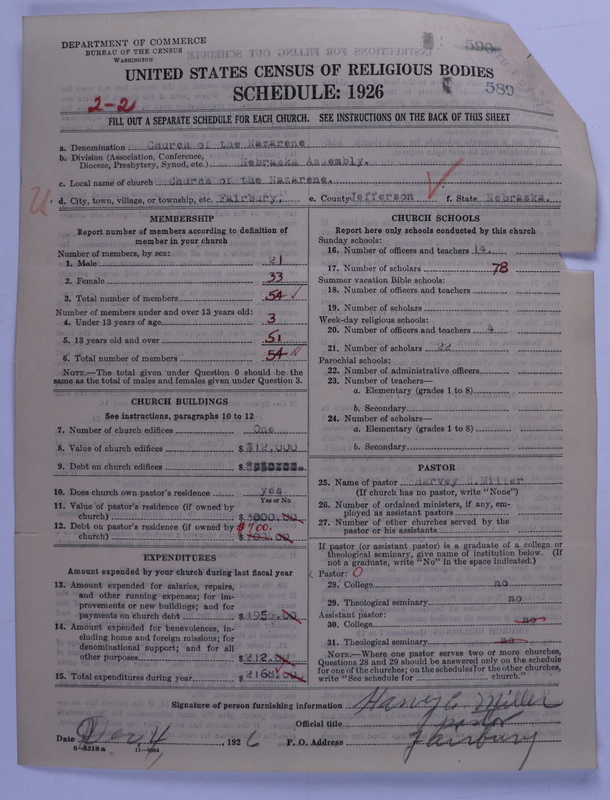 DEPARTMENT OF COMMERCE
BUREAU OF THE CENSUS
WASHINGTON
589
UNITED STATES CENSUS OF RELIGIOUS BODIES
SCHEDULE: 1926
2-2
FILL OUT A SEPARATE SCHEDULE FOR EACH CHURCH. SEE INSTRUCTIONS ON THE BACK OF THIS SHEET
a. Denomination Church of the Nazarene
b. Division (Association, Conference, Diocese, Presbytery, Synod, etc.) Nebraska Assembly.
c. Local name of church Church of the Nazarene.
d. City, town, village, or township, etc. Fairbury, e. County Jefferson f. State Nebraska.
MEMBERSHIP
Report number of members according to definition of
member in your church
Number of members, by sex:
1. Male 21
2. Female 33
3. Total number of members 54
Number of members under and over 13 years old:
4. Under 13 years of age 3
5. 13 years old and over 51
6. Total number of members 54
NOTE.—The total given under Question 6 should be the
same as the total of males and females given under Question 3.
CHURCH BUILDINGS
See instructions, paragraphs 10 to 12
7. Number of church edifices One
8. Value of church edifices $ 12,000
9. Debt on church edifices $
10. Does church own pastor's residence yes
Yes or No
11. Value of pastor's residence (if owned by
church) $ 3000.00
12. Debt on pastor's residence (if owned by $700.
church) $ 700.00
EXPENDITURES
Amount expended by your church during last fiscal year
13. Amount expended for salaries, repairs,
and other running expenses; for im-
provements or new buildings; and for
payments on church debt $ 1956.00
14. Amount expended for benevolences, in-
cluding home and foreign missions; for
denominational support; and for all
other purposes $ 212.00
15. Total expenditures during year $ 2168.00
CHURCH SCHOOLS
Report here only schools conducted by this church
Sunday schools:
16. Number of officers and teachers 14.
17. Number of scholars 78
Summer vacation Bible schools:
18. Number of officers and teachers
19. Number of scholars
Week-day religious schools:
20. Number of officers and teachers 4
21. Number of scholars 22
Parochial schools:
22. Number of administrative officers
23. Number of teachers—
a. Elementary (grades 1 to 8)
b. Secondary
24. Number of scholars—
a. Elementary (grades 1 to 8)
b. Secondary
PASTOR
25. Name of pastor Harvey C. Miller
(If church has no pastor, write "None")
26. Number of ordained ministers, if any, em-
ployed as assistant pastors
27. Number of other churches served by the
pastor or his assistants
If pastor (or assistant pastor) is a graduate of a college or
theological seminary, give name of institution below. (If
not a graduate, write "No" in the space indicated.)
Pastor: 0
28. College no
29. Theological seminary no
Assistant pastor:
30. College no
31. Theological seminary no
NOTE.—Where one pastor serves two or more churches,
Questions 28 and 29 should be answered only on the schedule
for one of the churches; on the schedules for the other churches,
write "See schedule for church."
Signature of person furnishing information Harvey C. Miller
Official title pastor
Date Dec, 4, 1926 P. O. Address Fairbury
8-5318a 11-9034